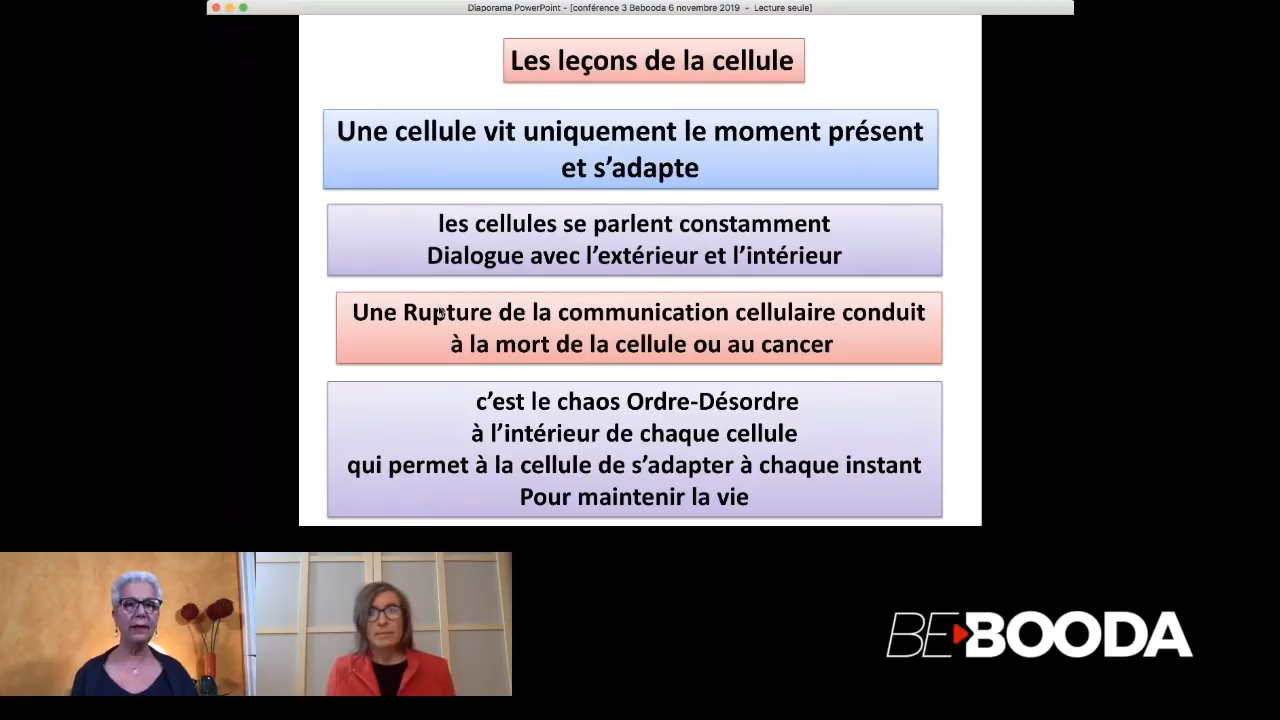 Diaporama PowerPoint - [conférence 3 Bebooda 6 novembre 2019 - Lecture seule]
Les leçons de la cellule
Une cellule vit uniquement le moment présent
et s’adapte
les cellules se parlent constamment
Dialogue avec l’extérieur et l’intérieur
Une Rupture de la communication cellulaire conduit
à la mort de la cellule ou au cancer
c’est le chaos Ordre-Désordre
à l’intérieur de chaque cellule
qui permet à la cellule de s’adapter à chaque instant
Pour maintenir la vie
BEBOODA